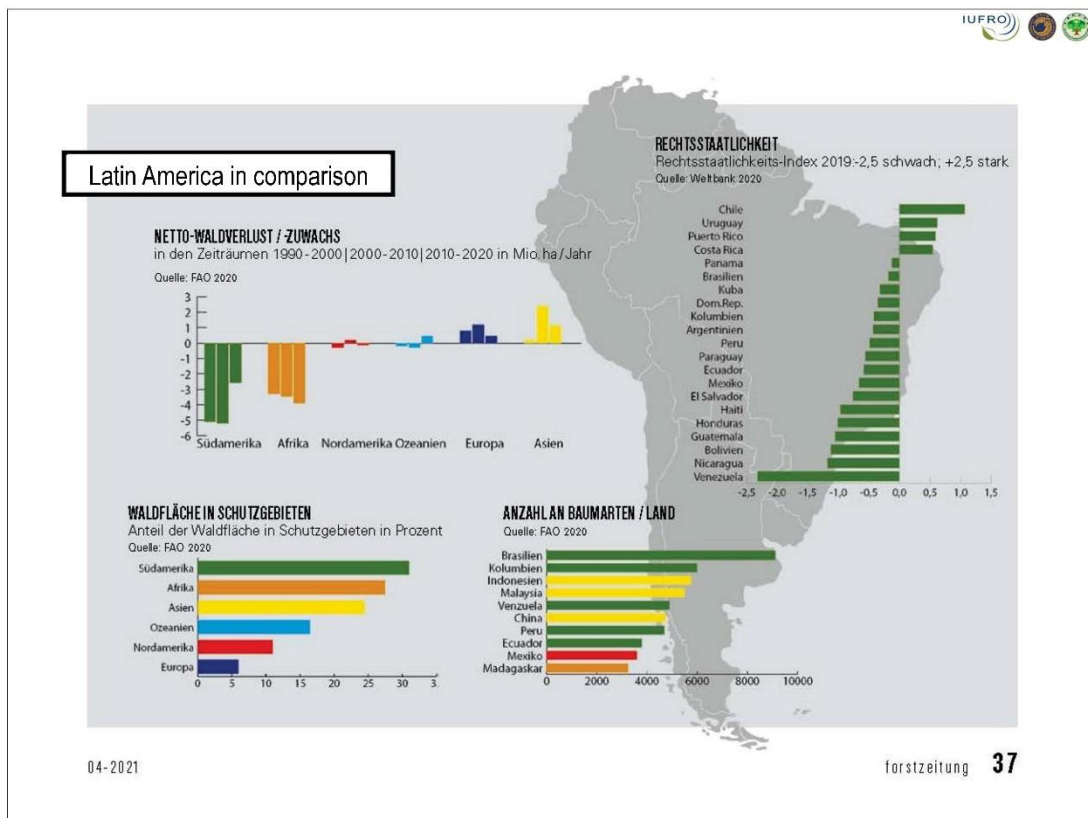 IUFRO
Latin America in comparison
NETTO-WALDVERLUST / -ZUWACHS
in den Zeiträumen 1990-2000|2000-2010|2010-2020 in Mio. ha/Jahr
Quelle: FAO 2020
3
2
1
0
-1
-2
-3
-4
-5
-6
Südamerika Afrika Nordamerika Ozeanien Europa Asien
RECHTSSTAATLICHKEIT
Rechtsstaatlichkeits-Index 2019:-2,5 schwach; +2,5 stark
Quelle: Weltbank 2020
Chile
Uruguay
Puerto Rico
Costa Rica
Panama
Brasilien
Kuba
Dom.Rep.
Kolumbien
Argentinien
Peru
Paraguay
Ecuador
Mexiko
El Salvador
Haiti
Honduras
Guatemala
Bolivien
Nicaragua
Venezuela
-2,5 -2,0 -1,5 -1,0 -0,5 0,0 0,5 1,0 1,5
WALDFLÄCHE IN SCHUTZGEBIETEN
Anteil der Waldfläche in Schutzgebieten in Prozent
Quelle: FAO 2020
Südamerika
Afrika
Asien
Ozeanien
Nordamerika
Europa
0 5 10 15 20 25 30 3.
ANZAHL AN BAUMARTEN / LAND
Quelle: FAO 2020
Brasilien
Kolumbien
Indonesien
Malaysia
Venzuela
China
Peru
Ecuador
Mexiko
Madagaskar
0 2000 4000 6000 8000 10000
04-2021
forstzeitung 37